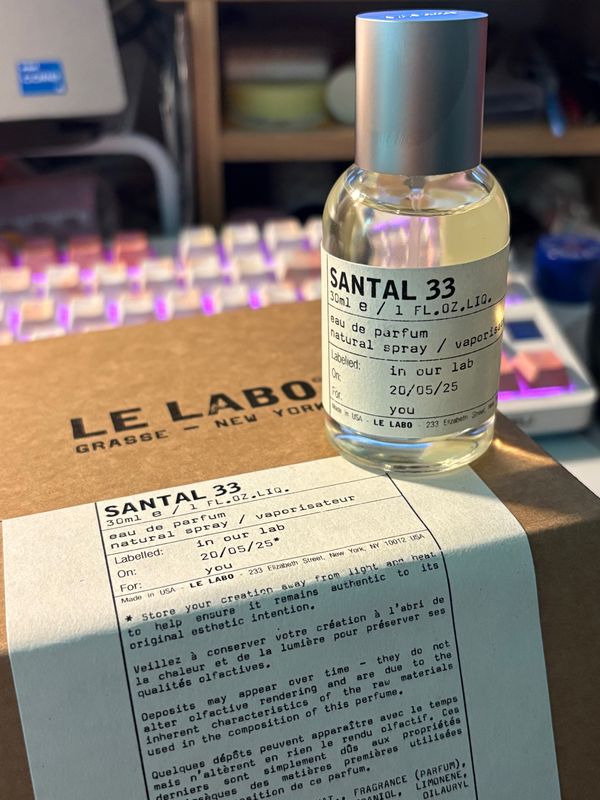 SANTAL 33
30ml e / 1 FL.OZ.LIQ.
eau de parfum
natural spray /
Labelled: in our lab
On: 20/05/25
For: you
Made in USA - LE LABO - 233 Elizabeth Street,
LE LABO
GRASSE — NEW YORK
SANTAL 33
30ml e / 1 FL.OZ.LIQ.
eau de parfum
natural spray / vaporisateur
Labelled: in our lab
On: 20/05/25*
For: you
Made in USA - LE LABO - 233 Elizabeth Street, New York, NY 10012 USA
* Store your creation away from light and heat
to help ensure it remains authentic to its
original esthetic intention.
Veillez à conserver votre création à l'abri de
la chaleur et de la lumière pour préserver ses
qualités olfactives.
Deposits may appear over time – they do not
alter olfactive rendering and are due to the
inherent characteristics of the raw materials
used in the composition of this perfume.
Quelques dépôts peuvent apparaître avec le temps
mais n'altèrent en rien le rendu olfactif. Ces
derniers sont simplement dûs aux propriétés
des matières premières utilisées
de ce parfum.
FRAGRANCE (PARFUM),
LIMONENE,